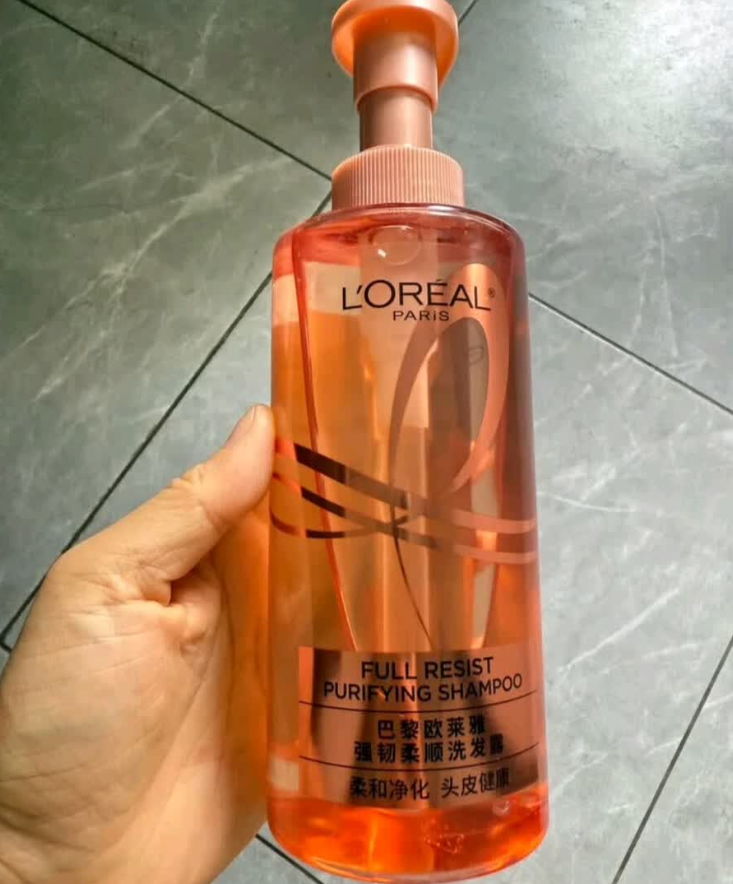 L'ORÉAL®
PARIS
FULL RESIST
PURIFYING SHAMPOO
巴黎欧莱雅
强韧柔顺洗发露
柔和净化 头皮健康